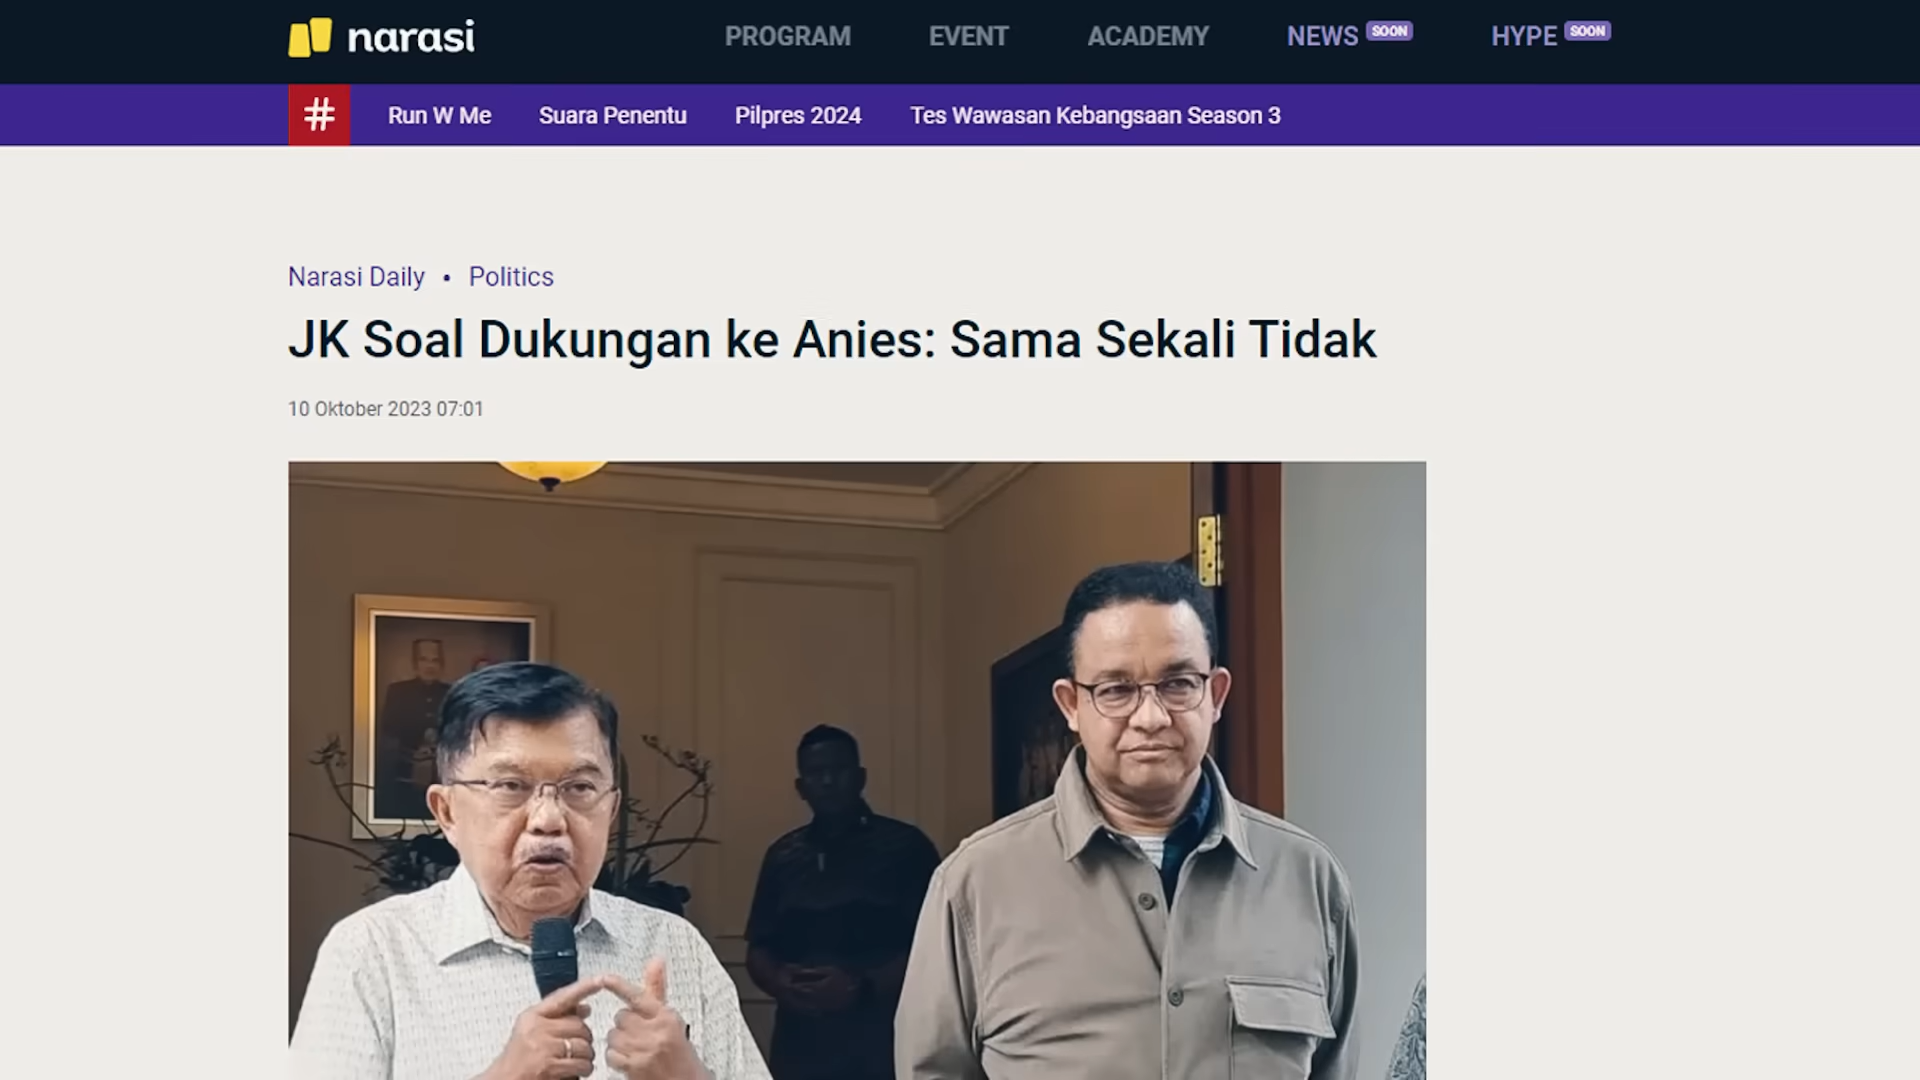 narasi
PROGRAM EVENT ACADEMY NEWS SOON HYPE SOON
# Run W Me Suara Penentu Pilpres 2024 Tes Wawasan Kebangsaan Season 3
Narasi Daily • Politics
JK Soal Dukungan ke Anies: Sama Sekali Tidak
10 Oktober 2023 07:01